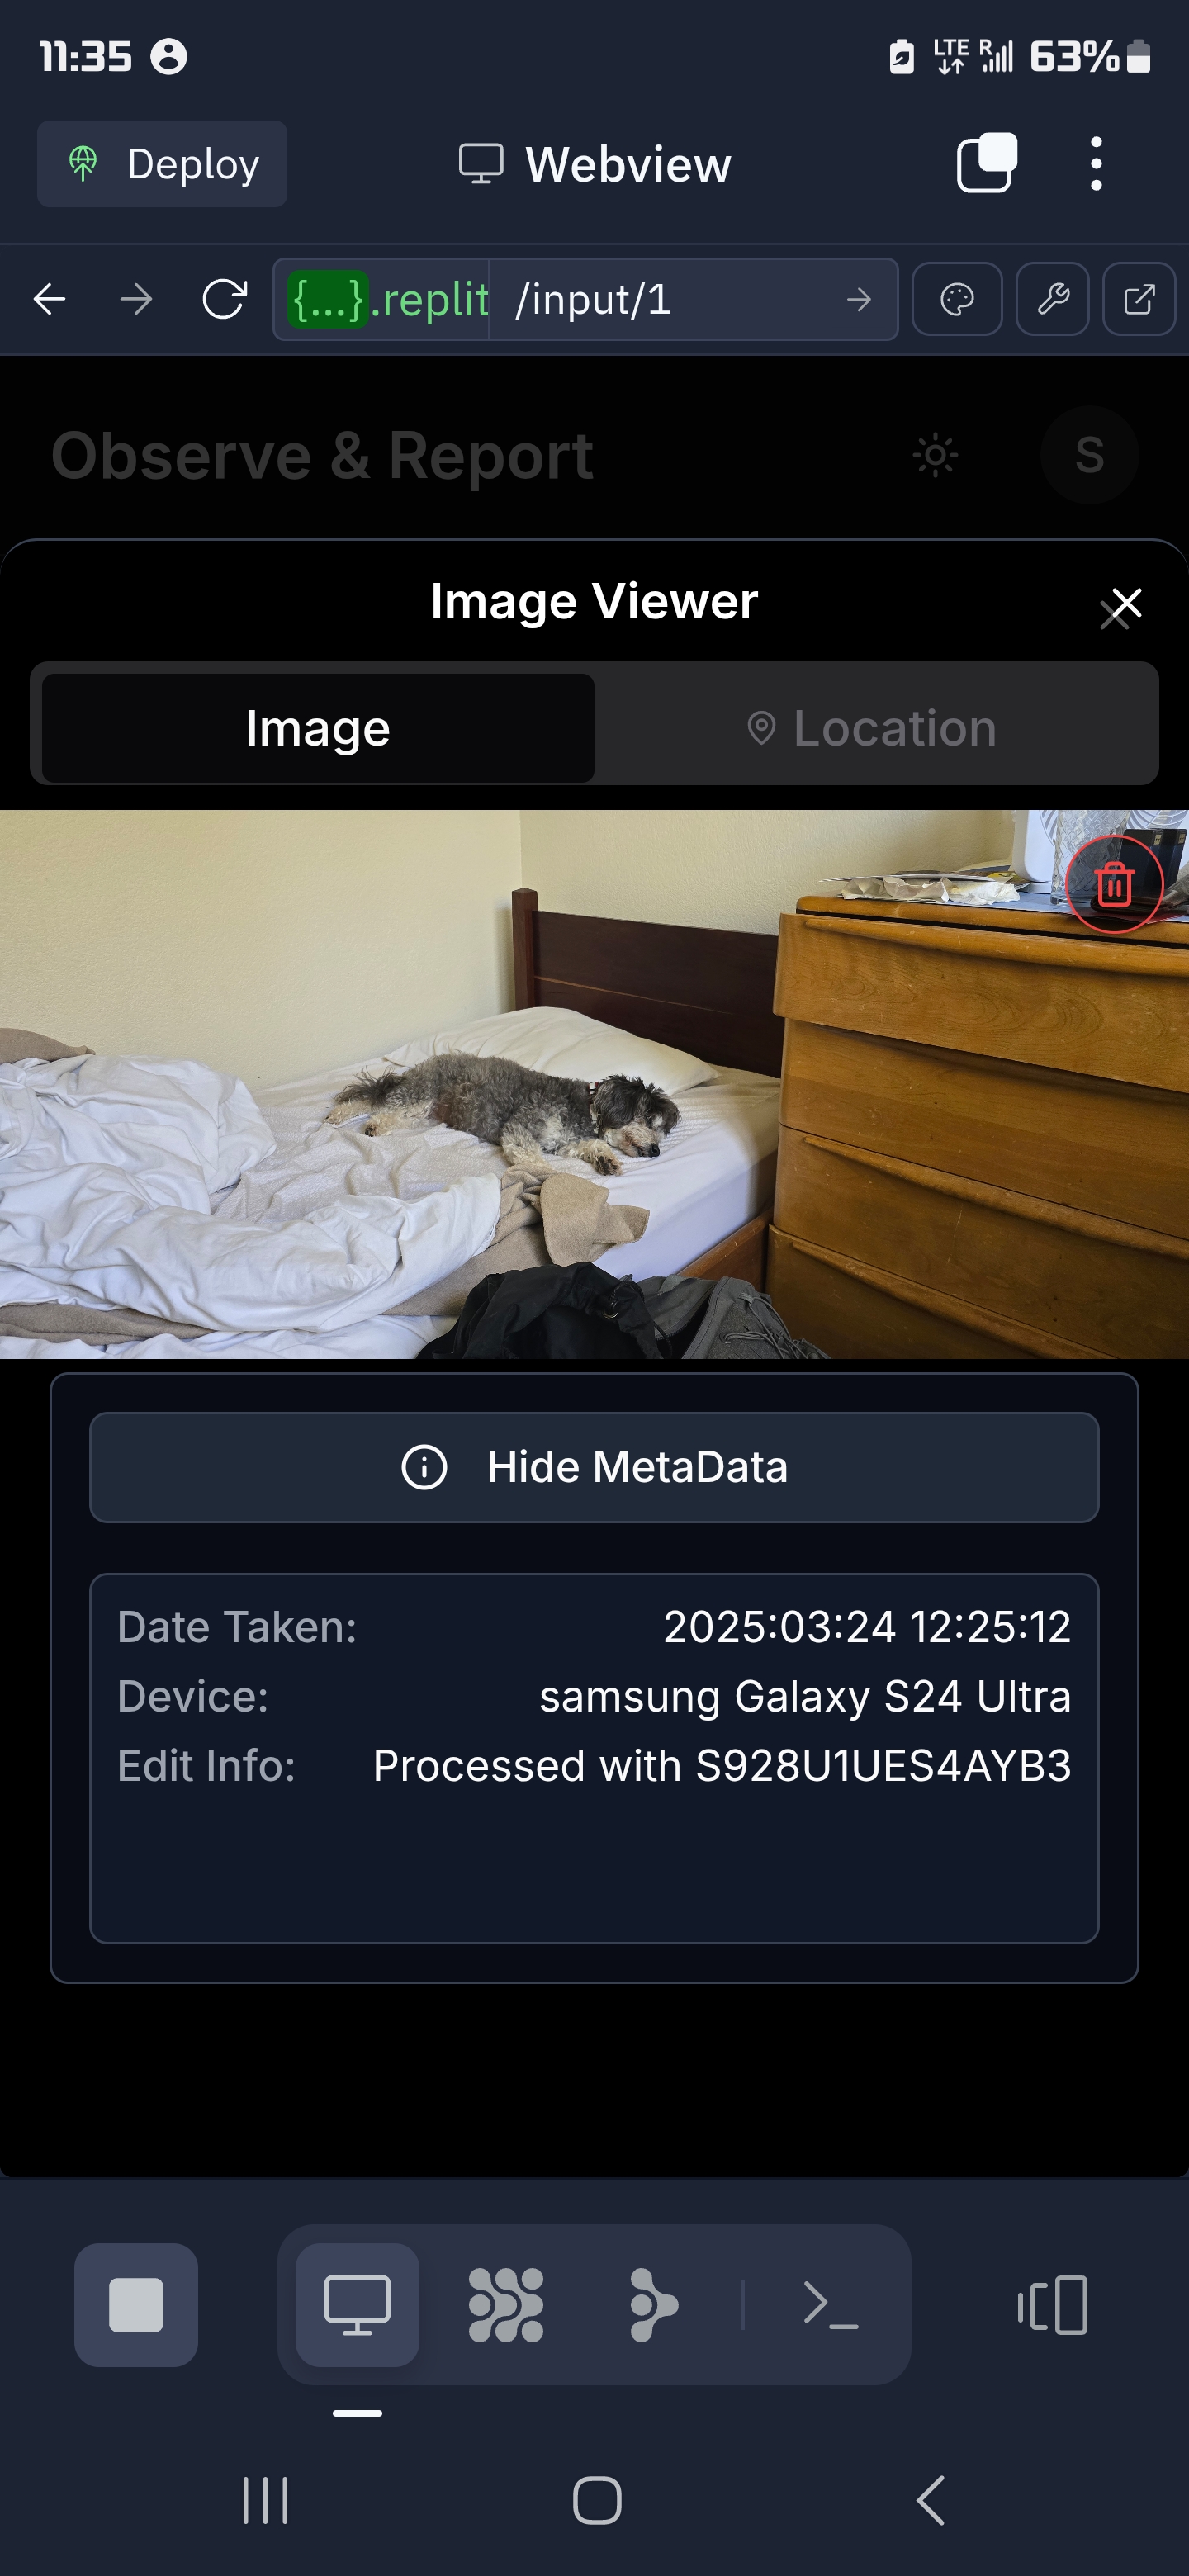 11:35 LTE R 63%
Deploy Webview
{...}.replit /input/1
Observe & Report S
Image Viewer
Image Location
Hide MetaData
Date Taken: 2025:03:24 12:25:12
Device: samsung Galaxy S24 Ultra
Edit Info: Processed with S928U1UES4AYB3